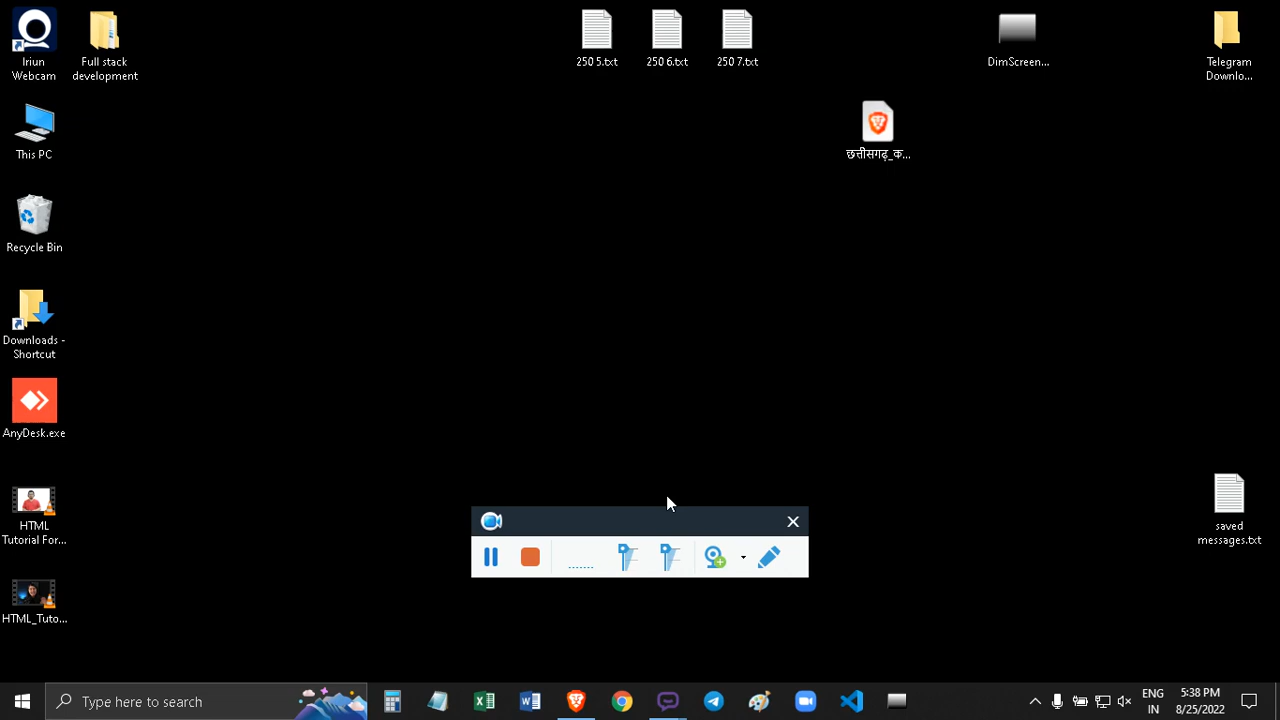 Iriun
Webcam
Full stack
development
250 5.txt
250 6.txt
250 7.txt
DimScreen...
Telegram
Downlo...
This PC
छत्तीसगढ़_क...
Recycle Bin
Downloads -
Shortcut
AnyDesk.exe
HTML
Tutorial For...
saved
messages.txt
HTML_Tuto...
Type here to search
ENG
IN
5:38 PM
8/25/2022